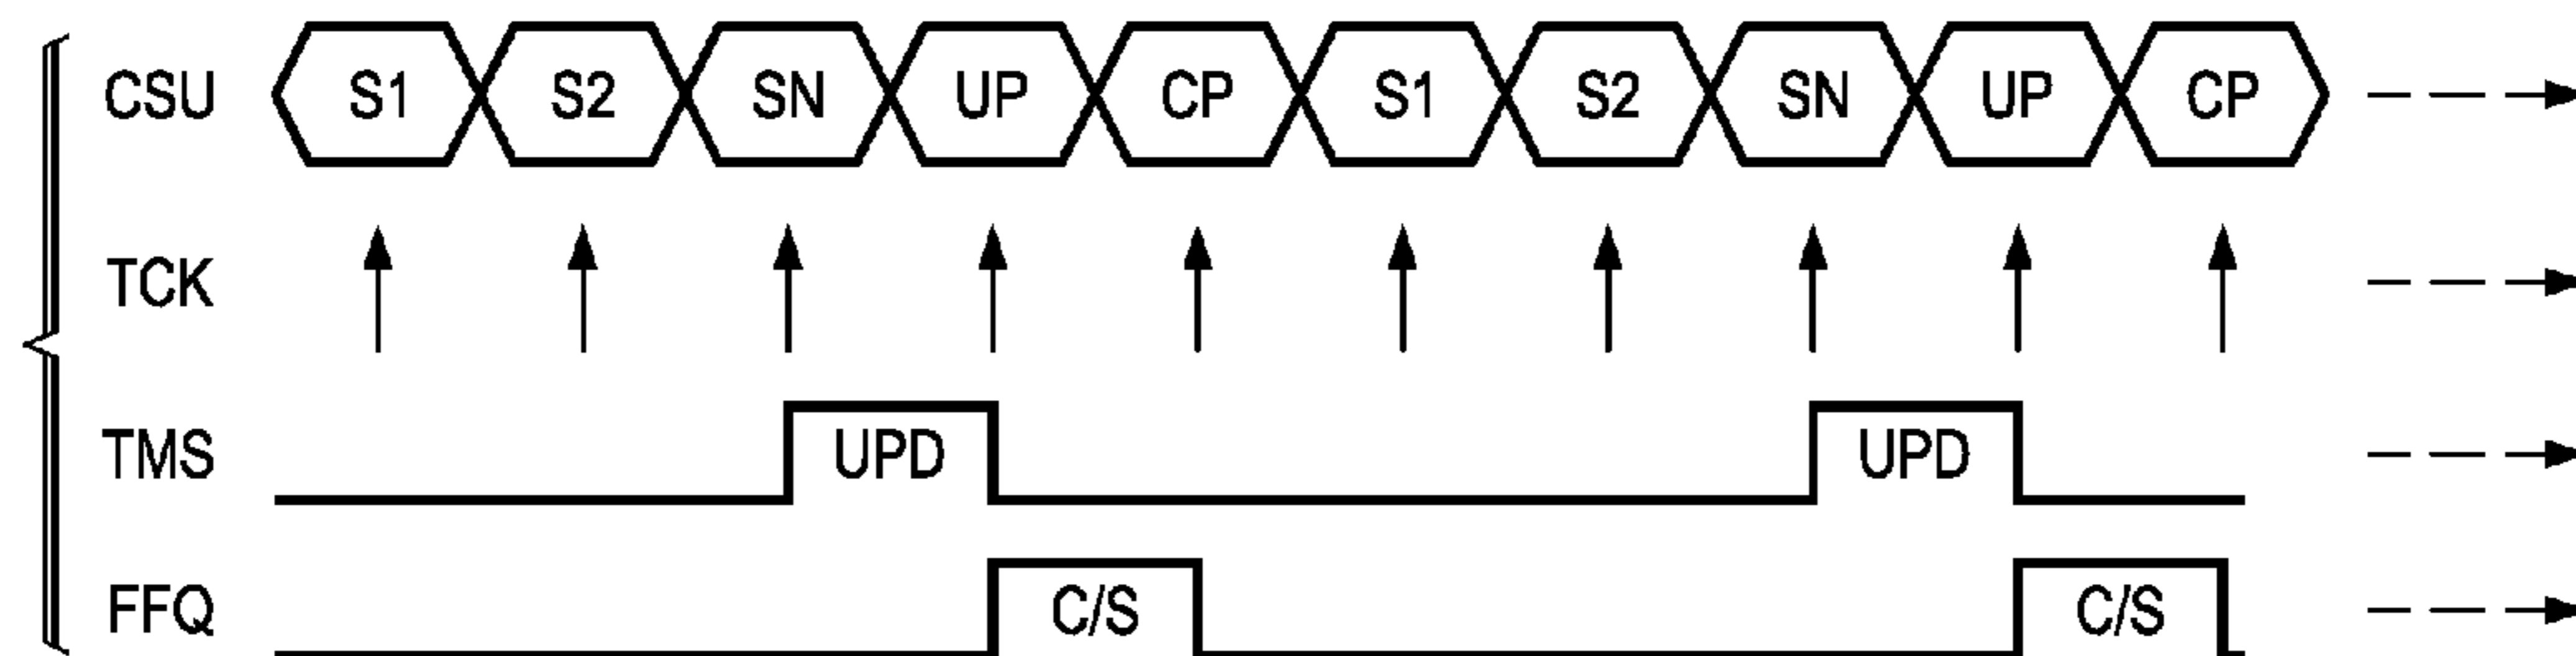 CSU S1 S2 SN UP CP S1 S2 SN UP CP
TCK
TMS UPD UPD
FFQ C/S C/S